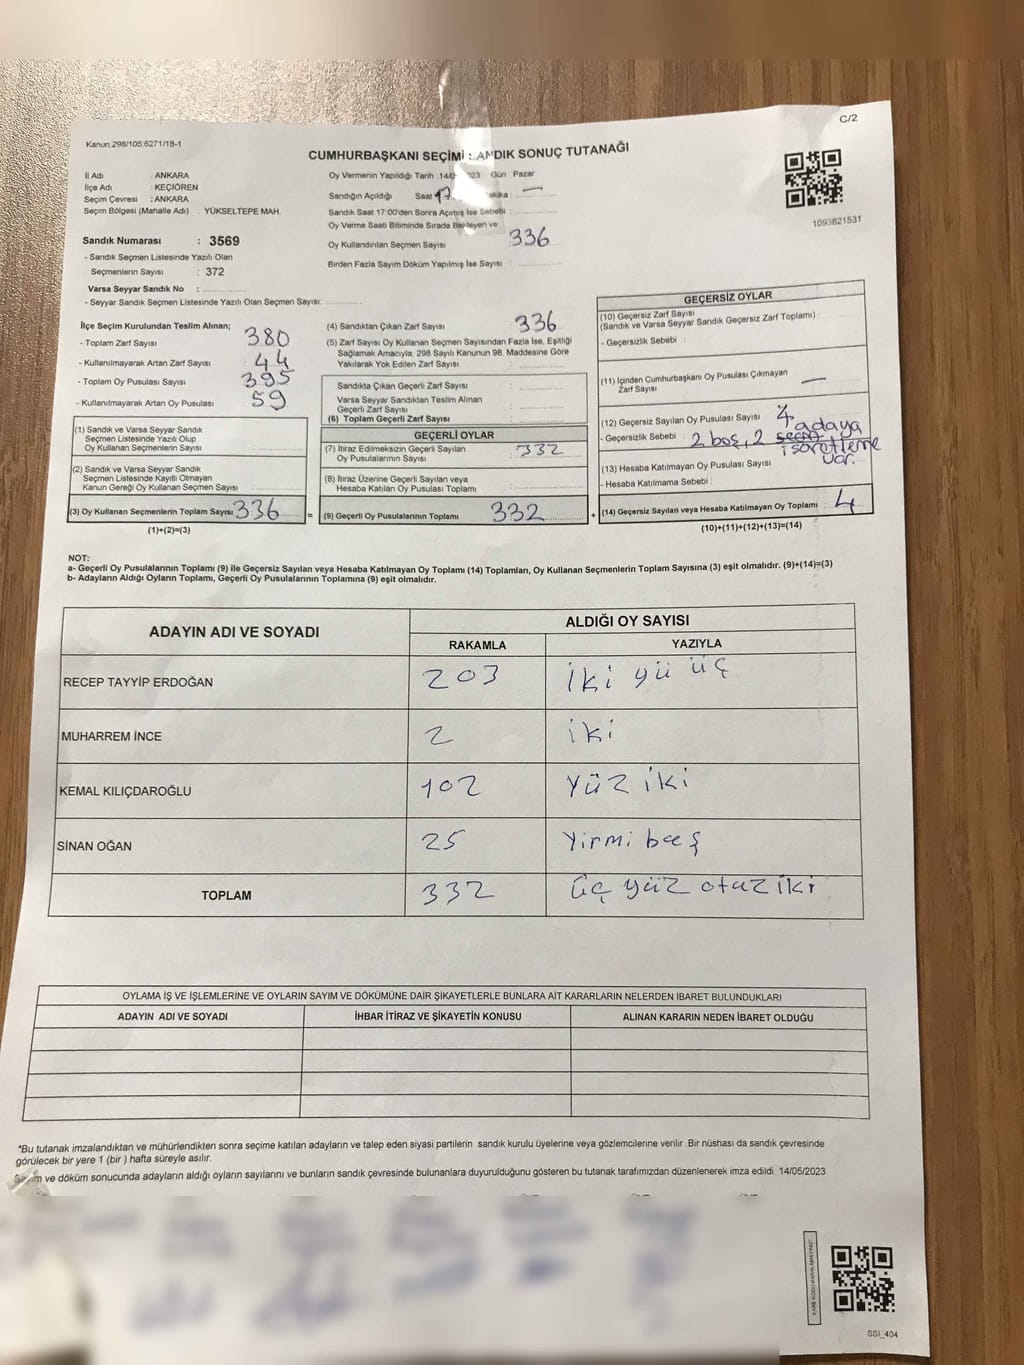 C/2
Kanun 298/105,6271/18-1
CUMHURBAŞKANI SEÇİMİ SANDIK SONUÇ TUTANAĞI
İl Adı : ANKARA
İlçe Adı : KEÇİÖREN
Seçim Çevresi : ANKARA
Seçim Bölgesi (Mahalle Adı) : YÜKSELTEPE MAH.
Sandık Numarası : 3569
- Sandık Seçmen Listesinde Yazılı Olan
Seçmenlerin Sayısı : 372
Varsa Seyyar Sandık No :
- Seyyar Sandık Seçmen Listesinde Yazılı Olan Seçmen Sayısı:
Oy Vermenin Yapıldığı Tarih : 14/ 23 Gün Pazar
Sandığın Açıldığı Saat 17 akika : —
Sandık Saat 17:00'den Sonra Açımış İse Sebebi :
Oy Verme Saati Bitiminde Sırada Bekleyen ve
Oy Kullandırılan Seçmen Sayısı : 336
Birden Fazla Sayım Döküm Yapılmış İse Sayısı :
1093821531
İlçe Seçim Kurulundan Teslim Alınan;
- Toplam Zarf Sayısı : 380
- Kullanılmayarak Artan Zarf Sayısı : 44
- Toplam Oy Pusulası Sayısı : 395
- Kullanılmayarak Artan Oy Pusulası : 59
(1) Sandık ve Varsa Seyyar Sandık
Seçmen Listesinde Yazılı Olup
Oy Kullanan Seçmenlerin Sayısı :
(2) Sandık ve Varsa Seyyar Sandık
Seçmen Listesinde Kayıtlı Olmayan
Kanun Gereği Oy Kullanan Seçmen Sayısı :
(3) Oy Kullanan Seçmenlerin Toplam Sayısı : 336
(1)+(2)=(3)
(4) Sandıktan Çıkan Zarf Sayısı : 336
(5) Zarf Sayısı Oy Kullanan Seçmen Sayısından Fazla İse, Eşitliği
Sağlamak Amacıyla, 298 Sayılı Kanunun 98. Maddesine Göre
Yakılarak Yok Edilen Zarf Sayısı :
Sandıkta Çıkan Geçerli Zarf Sayısı :
Varsa Seyyar Sandıktan Teslim Alınan
Geçerli Zarf Sayısı :
(6) Toplam Geçerli Zarf Sayısı
GEÇERLİ OYLAR
(7) İtiraz Edilmeksizin Geçerli Sayılan
Oy Pusulalarının Sayısı : 332
(8) İtiraz Üzerine Geçerli Sayılan veya
Hesaba Katılan Oy Pusulası Toplamı :
= (9) Geçerli Oy Pusulalarının Toplamı : 332
GEÇERSİZ OYLAR
(10) Geçersiz Zarf Sayısı
(Sandık ve Varsa Seyyar Sandık Geçersiz Zarf Toplamı) :
- Geçersizlik Sebebi :
(11) İçinden Cumhurbaşkanı Oy Pusulası Çıkmayan
Zarf Sayısı : —
(12) Geçersiz Sayılan Oy Pusulası Sayısı : 4
- Geçersizlik Sebebi : 2 boş, 2 adaya
işaretleme
var.
(13) Hesaba Katılmayan Oy Pusulası Sayısı :
- Hesaba Katılmama Sebebi :
+ (14) Geçersiz Sayılan veya Hesaba Katılmayan Oy Toplamı : 4
(10)+(11)+(12)+(13)=(14)
NOT:
a- Geçerli Oy Pusulalarının Toplamı (9) ile Geçersiz Sayılan veya Hesaba Katılmayan Oy Toplamı (14) Toplamları, Oy Kullanan Seçmenlerin Toplam Sayısına (3) eşit olmalıdır. (9)+(14)=(3)
b- Adayların Aldığı Oyların Toplamı, Geçerli Oy Pusulalarının Toplamına (9) eşit olmalıdır.
ADAYIN ADI VE SOYADI
ALDIĞI OY SAYISI
RAKAMLA YAZIYLA
RECEP TAYYİP ERDOĞAN 203 İki yü üç
MUHARREM İNCE 2 iki
KEMAL KILIÇDAROĞLU 102 Yüz iki
SİNAN OĞAN 25 Yirmi beş
TOPLAM 332 üç yüz otuz iki
OYLAMA İŞ VE İŞLEMLERİNE VE OYLARIN SAYIM VE DÖKÜMÜNE DAİR ŞİKAYETLERLE BUNLARA AİT KARARLARIN NELERDEN İBARET BULUNDUKLARI
ADAYIN ADI VE SOYADI İHBAR İTİRAZ VE ŞİKAYETİN KONUSU ALINAN KARARIN NEDEN İBARET OLDUĞU
*Bu tutanak imzalandıktan ve mühürlendikten sonra seçime katılan adayların ve talep eden siyasi partilerin sandık kurulu üyelerine veya gözlemcilerine verilir. Bir nüshası da sandık çevresinde
görülecek bir yere 1 (bir ) hafta süreyle asılır.
Sayım ve döküm sonucunda adayların aldığı oyların sayılarını ve bunların sandık çevresinde bulunanlara duyurulduğunu gösteren bu tutanak tarafımızdan düzenlenerek imza edildi. 14/05/2023
KARE KODU KARALAMAYINIZ!
SSI_404